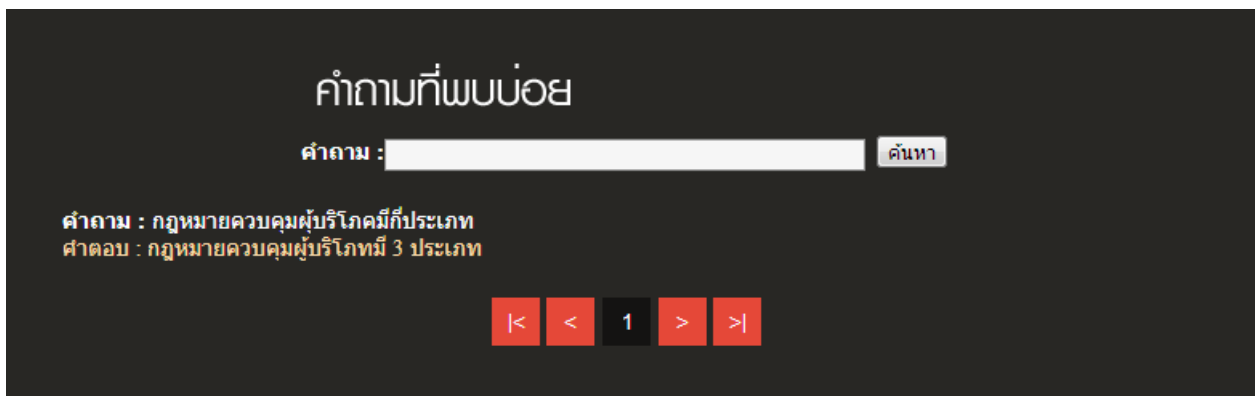 คำถามที่พบบ่อย
คำถาม :
ค้นหา
คำถาม : กฎหมายควบคุมผุ้บริโภคมีกี่ประเภท
ศำตอบ : กฎหมายควบคุมผู้บริโภทมี 3 ประเภท
|< < 1 > >|